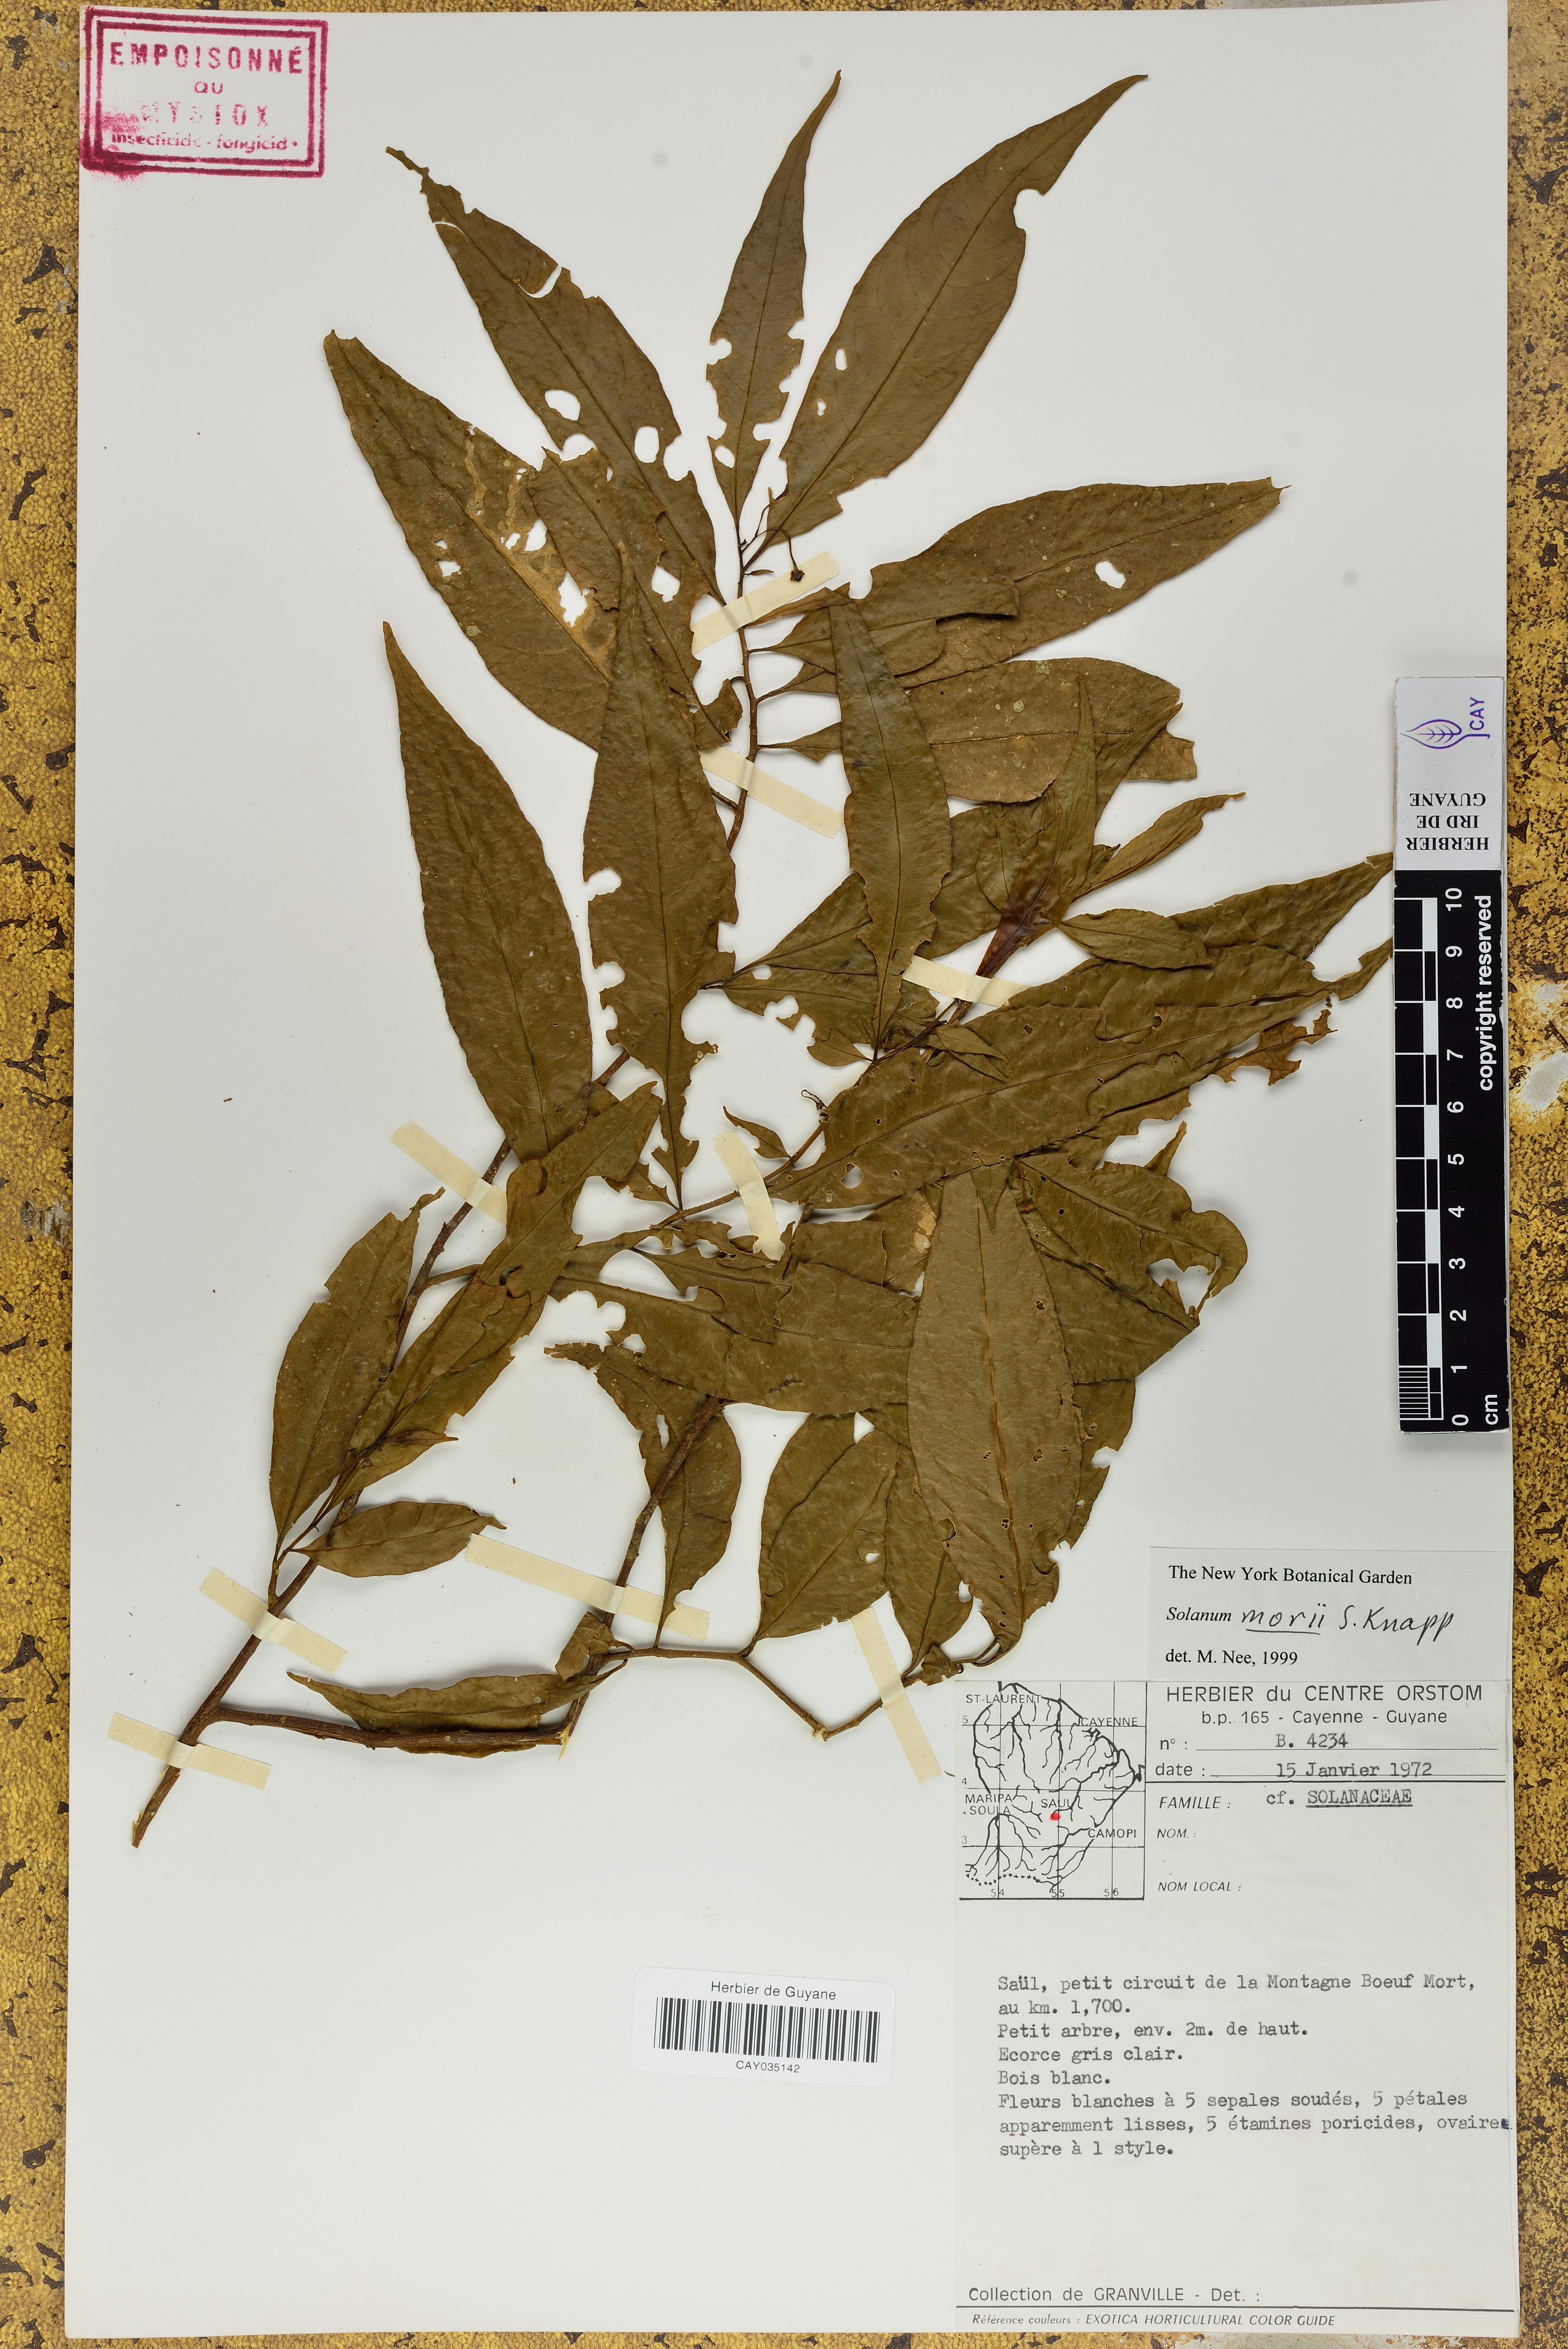 EMPOISONNÉ
au
MYSTOX
insecticide - fongicid •
CAY
HERBIER
IRD DE
GUYANE
copyright reserved
10
9
8
7
6
5
4
3
2
1
0
cm
The New York Botanical Garden
Solanum morii S. Knapp
det. M. Nee, 1999
HERBIER du CENTRE ORSTOM
b.p. 165 - Cayenne - Guyane
n° : B. 4234
date : 15 Janvier 1972
FAMILLE : cf. SOLANACEAE
NOM. :
NOM LOCAL :
ST-LAURENT
5
CAYENNE
4
MARIPA
SOULA
SAUL
CAMOPI
3
54 55 56
Saül, petit circuit de la Montagne Boeuf Mort,
au km. 1,700.
Petit arbre, env. 2m. de haut.
Ecorce gris clair.
Bois blanc.
Fleurs blanches à 5 sepales soudés, 5 pétales
apparemment lisses, 5 étamines poricides, ovaire
supère à 1 style.
Collection de GRANVILLE - Det. :
Référence couleurs : EXOTICA HORTICULTURAL COLOR GUIDE
Herbier de Guyane
CAY035142